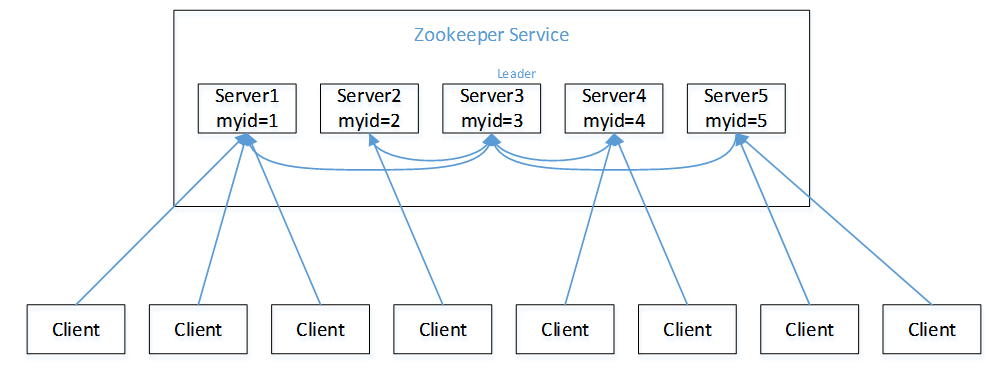 Zookeeper Service
Leader
Server1
myid=1
Server2
myid=2
Server3
myid=3
Server4
myid=4
Server5
myid=5
Client
Client
Client
Client
Client
Client
Client
Client